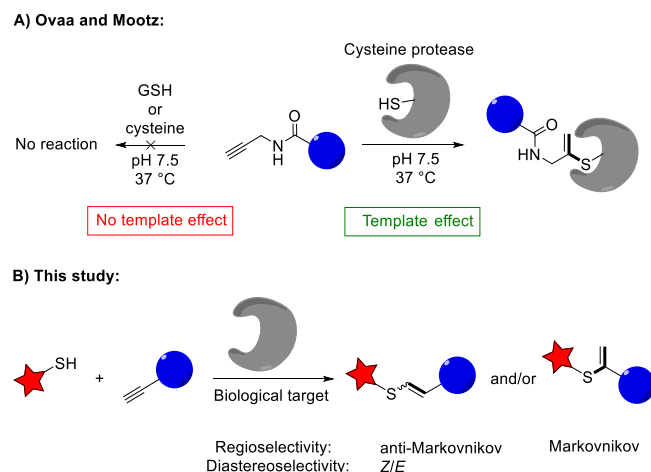 A) Ovaa and Mootz:
Cysteine protease
GSH
or
cysteine
No reaction
pH 7.5
37 °C
O
N
H
HS
pH 7.5
37 °C
O
HN
S
No template effect
Template effect
B) This study:
SH
+
Biological target
S
and/or
S
Regioselectivity: anti-Markovnikov Markovnikov
Diastereoselectivity: Z/E